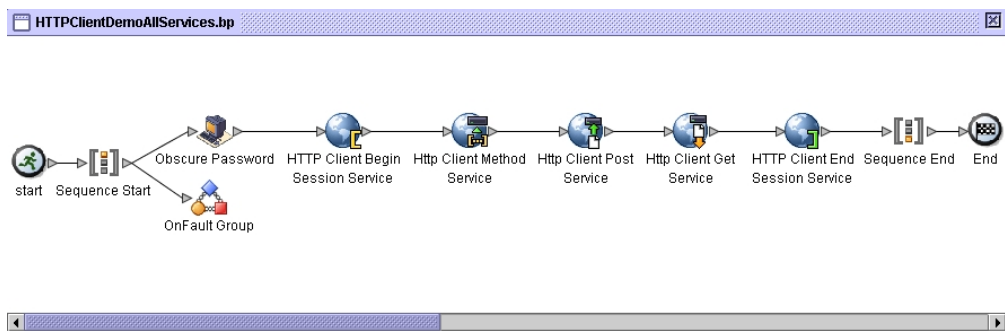 HTTPClientDemoAllServices.bp
start
Sequence Start
Obscure Password
OnFault Group
HTTP Client Begin
Session Service
Http Client Method
Service
Http Client Post
Service
Http Client Get
Service
HTTP Client End
Session Service
Sequence End
End